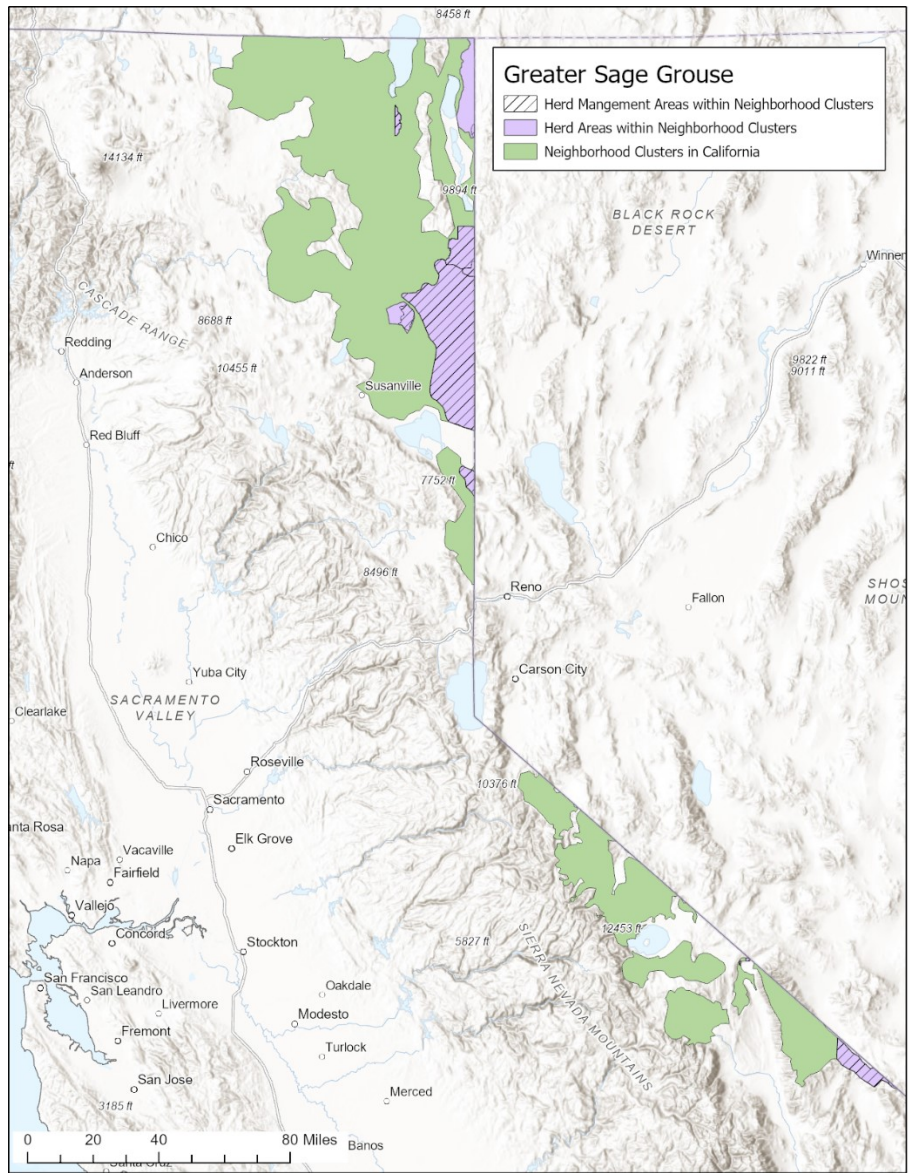 8458 ft
Greater Sage Grouse
Herd Mangement Areas within Neighborhood Clusters
Herd Areas within Neighborhood Clusters
Neighborhood Clusters in California
14134 ft
9894 ft
BLACK ROCK
DESERT
Winnem
CASCADE RANGE
8688 ft
Redding
10455 ft
9822 ft
9011 ft
Anderson
Susanville
Red Bluff
ft
7752 ft
Chico
8496 ft
Reno
Fallon
SHOS
MOUN
Yuba City
Carson City
SACRAMENTO
VALLEY
Clearlake
Roseville
10376 ft
Sacramento
anta Rosa
Elk Grove
Vacaville
Napa
Fairfield
Vallejo
12453 ft
Concord
5827 ft
Stockton
SIERRA NEVADA MOUNTAINS
San Francisco
Oakdale
San Leandro
Livermore
Modesto
Fremont
Turlock
San Jose
Merced
3185 ft
0 20 40 80 Miles
Banos
Santa Cruz